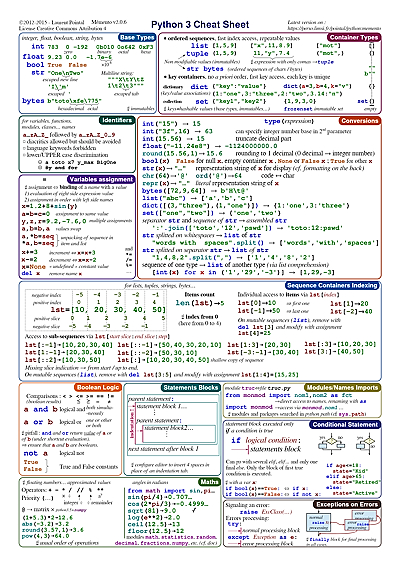 ©2012-2015 - Laurent Pointal Mémento v2.0.6
License Creative Commons Attribution 4
Python 3 Cheat Sheet
Latest version on :
https://perso.limsi.fr/pointal/python:memento
integer, float, boolean, string, bytes
Base Types
int 783 0 -192 0b010 0o642 0xF3
float 9.23 0.0 -1.7e-6
bool True False
str "One\nTwo"
escaped new line
'I\'m'
escaped '
Multiline string:
"""X\tY\tZ
1\t2\t3"""
escaped tab
bytes b"toto\xfe\775"
hexadecimal octal
immutables
Container Types
ordered sequences, fast index access, repeatable values
list [1,5,9] ["x",11,8.9] ["mot"] []
tuple (1,5,9) 11,"y",7.4 ("mot",) ()
Non modifiable values (immutables)
expression with only comas → tuple
str bytes (ordered sequences of chars / bytes)
key containers, no a priori order, fast key access, each key is unique
dictionary dict {"key":"value"} dict(a=3,b=4,k="v") {}
(key/value associations) {1:"one",3:"three",2:"two",3.14:"π"}
collection set {"key1","key2"} {1,9,3,0} set()
keys=hashable values (base types, immutables…) frozenset immutable set empty
for variables, functions, modules, classes… names
Identifiers
a…zA…Z_ followed by a…zA…Z_0…9
diacritics allowed but should be avoided
language keywords forbidden
lower/UPPER case discrimination
a toto x7 y_max BigOne
8y and for
=
Variables assignment
assignment ⇔ binding of a name with a value
1) evaluation of right side expression value
2) assignment in order with left side names
x=1.2+8+sin(y)
a=b=c=0 assignment to same value
y,z,r=9.2,-7.6,0 multiple assignments
a,b=b,a values swap
a,*b=seq
*a,b=seq
unpacking of sequence in item and list
x+=3 increment ⇔ x=x+3
x-=2 decrement ⇔ x=x-2
x=None « undefined » constant value
del x remove name x
and
*=
/=
%=
…
type(expression)
Conversions
int("15") → 15
int("3f",16) → 63 can specify integer number base in 2nd parameter
int(15.56) → 15 truncate decimal part
float("-11.24e8") → -1124000000.0
round(15.56,1)→ 15.6 rounding to 1 decimal (0 decimal → integer number)
bool(x) False for null x, empty container x, None or False x; True for other x
str(x)→ "…" representation string of x for display (cf. formatting on the back)
chr(64)→'@' ord('@')→64 code ↔ char
repr(x)→ "…" literal representation string of x
bytes([72,9,64]) → b'H\t@'
list("abc") → ['a','b','c']
dict([(3,"three"),(1,"one")]) → {1:'one',3:'three'}
set(["one","two"]) → {'one','two'}
separator str and sequence of str → assembled str
':'.join(['toto','12','pswd']) → 'toto:12:pswd'
str splitted on whitespaces → list of str
"words with spaces".split() → ['words','with','spaces']
str splitted on separator str → list of str
"1,4,8,2".split(",") → ['1','4','8','2']
sequence of one type → list of another type (via list comprehension)
[int(x) for x in ('1','29','-3')] → [1,29,-3]
for lists, tuples, strings, bytes…
Sequence Containers Indexing
negative index -5 -4 -3 -2 -1
positive index 0 1 2 3 4
lst=[10, 20, 30, 40, 50]
positive slice 0 1 2 3 4 5
negative slice -5 -4 -3 -2 -1
Items count
len(lst)→5
index from 0
(here from 0 to 4)
Individual access to items via lst[index]
lst[0]→10 ⇒ first one lst[1]→20
lst[-1]→50 ⇒ last one lst[-2]→40
On mutable sequences (list), remove with
del lst[3] and modify with assignment
lst[4]=25
Access to sub-sequences via lst[start slice:end slice:step]
lst[:-1]→[10,20,30,40] lst[::-1]→[50,40,30,20,10] lst[1:3]→[20,30] lst[:3]→[10,20,30]
lst[1:-1]→[20,30,40] lst[::-2]→[50,30,10] lst[-3:-1]→[30,40] lst[3:]→[40,50]
lst[::2]→[10,30,50] lst[:]→[10,20,30,40,50] shallow copy of sequence
Missing slice indication → from start / up to end.
On mutable sequences (list), remove with del lst[3:5] and modify with assignment lst[1:4]=[15,25]
Boolean Logic
Comparisons : < > <= >= == !=
(boolean results) ≤ ≥ = ≠
a and b logical and both simultaneously
a or b logical or one or other or both
pitfall : and and or return value of a or of b (under shortcut evaluation).
⇒ ensure that a and b are booleans.
not a logical not
True
False
True and False constants
Statements Blocks
parent statement:
statement block 1…
parent statement:
statement block2…
next statement after block 1
indentation !
configure editor to insert 4 spaces in place of an indentation tab.
module truc⇔file truc.py
Modules/Names Imports
from monmod import nom1,nom2 as fct
→direct access to names, renaming with as
import monmod →access via monmod.nom1 …
modules and packages searched in python path (cf sys.path)
statement block executed only if a condition is true
Conditional Statement
if logical condition:
statements block
Can go with several elif, elif... and only one final else. Only the block of first true condition is executed.
with a var x:
if bool(x)==True: ⇔ if x:
if bool(x)==False: ⇔ if not x:
if age<=18:
state="Kid"
elif age>65:
state="Retired"
else:
state="Active"
floating numbers… approximated values
angles in radians
Maths
Operators: + - * / // % **
Priority (…)
integer ÷ ÷ remainder
@ → matrix × python3.5+numpy
(1+5.3)*2→12.6
abs(-3.2)→3.2
round(3.57,1)→3.6
pow(4,3)→64.0
usual order of operations
from math import sin,pi…
sin(pi/4)→0.707…
cos(2*pi/3)→-0.4999…
sqrt(81)→9.0
log(e**2)→2.0
ceil(12.5)→13
floor(12.5)→12
modules math, statistics, random,
decimal, fractions, numpy, etc. (cf. doc)
Signaling an error:
raise ExcClass(…)
Exceptions on Errors
Errors processing:
try:
normal processing block
except Exception as e:
error processing block
finally block for final processing in all cases.